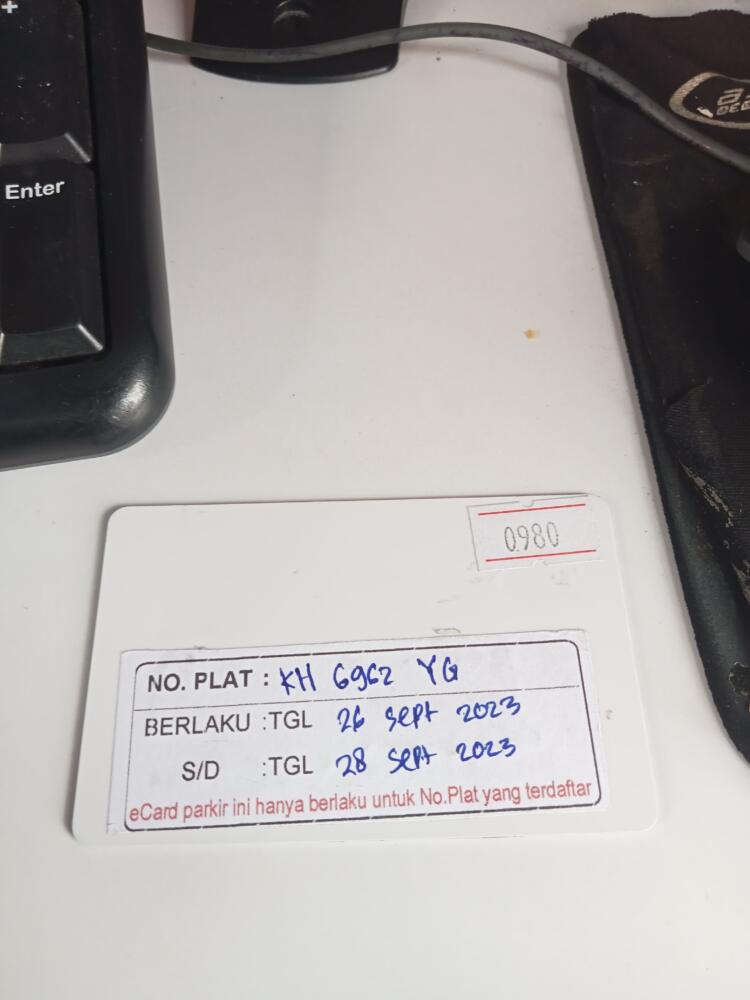 +
Enter
0980
NO. PLAT : KH 6962 YG
BERLAKU :TGL 26 Sept 2023
S/D :TGL 28 Sept 2023
eCard parkir ini hanya berlaku untuk No.Plat yang terdaftar